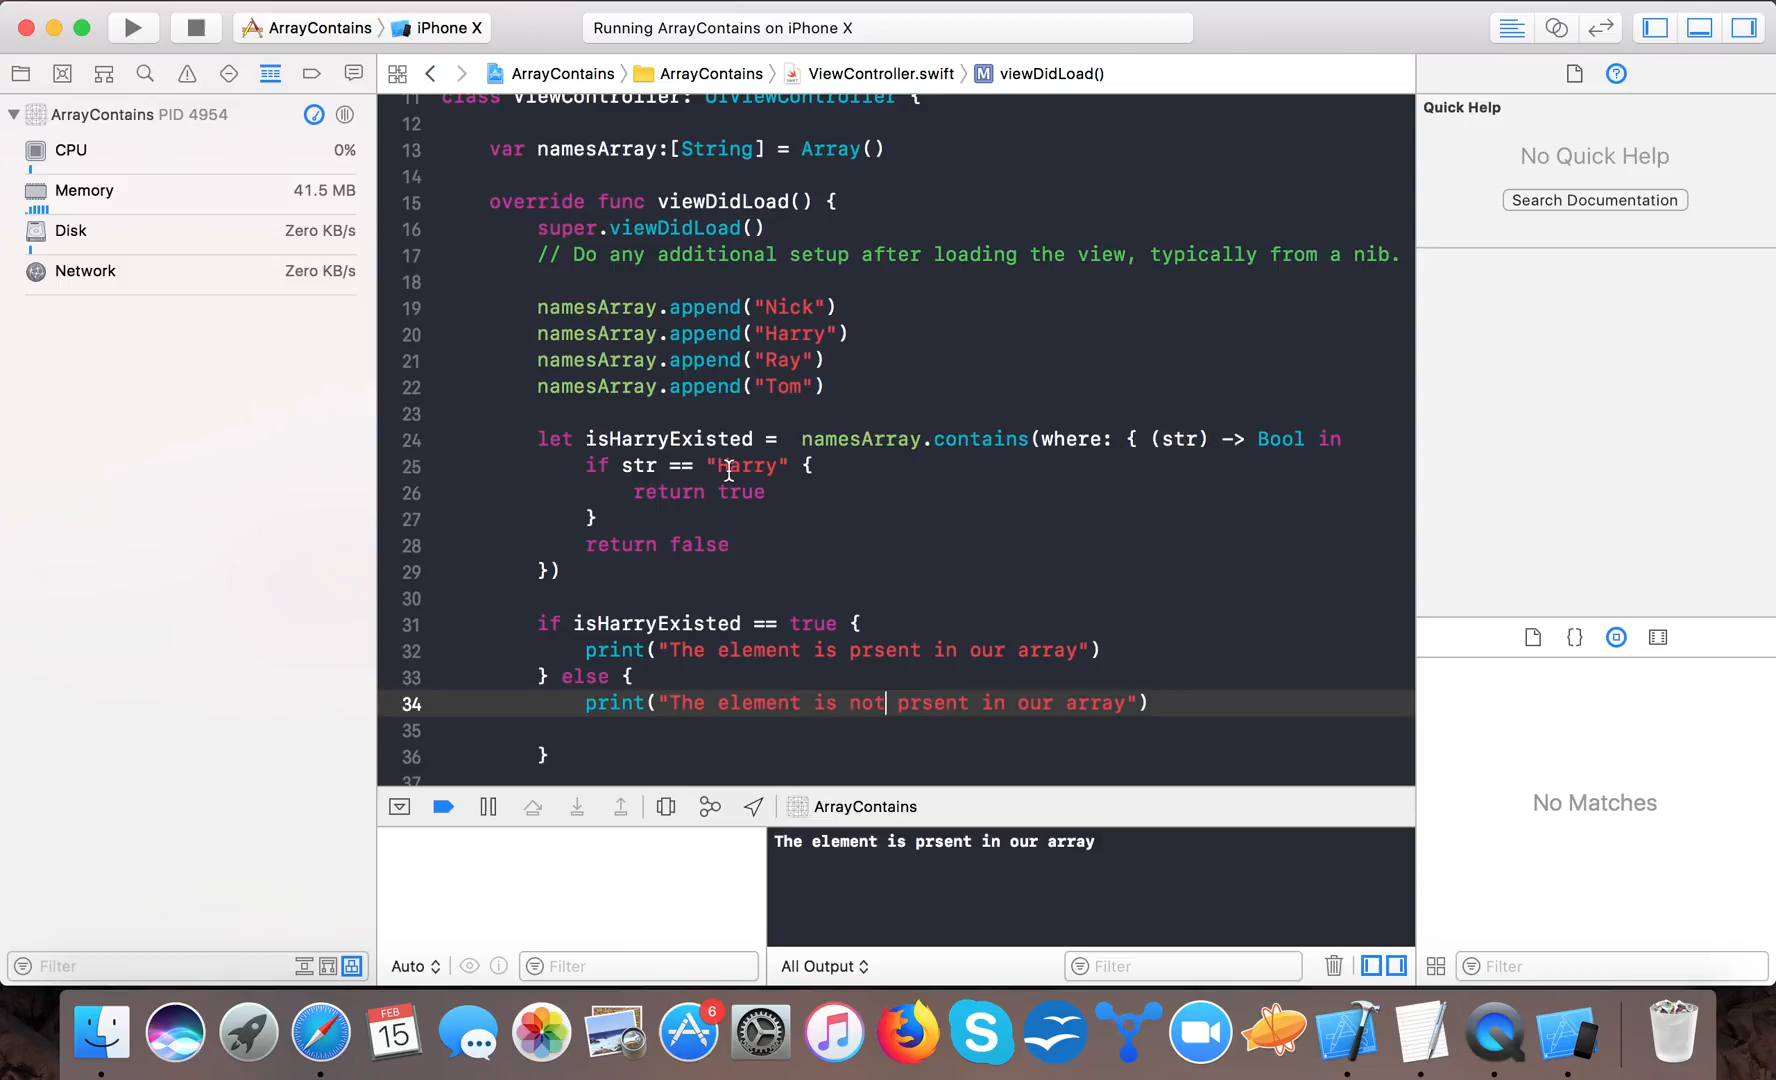 ArrayContains iPhone X
Running ArrayContains on iPhone X
ArrayContains ArrayContains ViewController.swift M viewDidLoad()
ArrayContains PID 4954
CPU 0%
Memory 41.5 MB
Disk Zero KB/s
Network Zero KB/s
11 class ViewController: UIViewController {
12
13 var namesArray:[String] = Array()
14
15 override func viewDidLoad() {
16 super.viewDidLoad()
17 // Do any additional setup after loading the view, typically from a nib.
18
19 namesArray.append("Nick")
20 namesArray.append("Harry")
21 namesArray.append("Ray")
22 namesArray.append("Tom")
23
24 let isHarryExisted =  namesArray.contains(where: { (str) -> Bool in
25 if str == "Harry" {
26 return true
27 }
28 return false
29 })
30
31 if isHarryExisted == true {
32 print("The element is prsent in our array")
33 } else {
34 print("The element is not prsent in our array")
35
36 }
37
Quick Help
No Quick Help
Search Documentation
{}
No Matches
ArrayContains
The element is prsent in our array
Filter
Auto
Filter
All Output
Filter
Filter
FEB
15
6